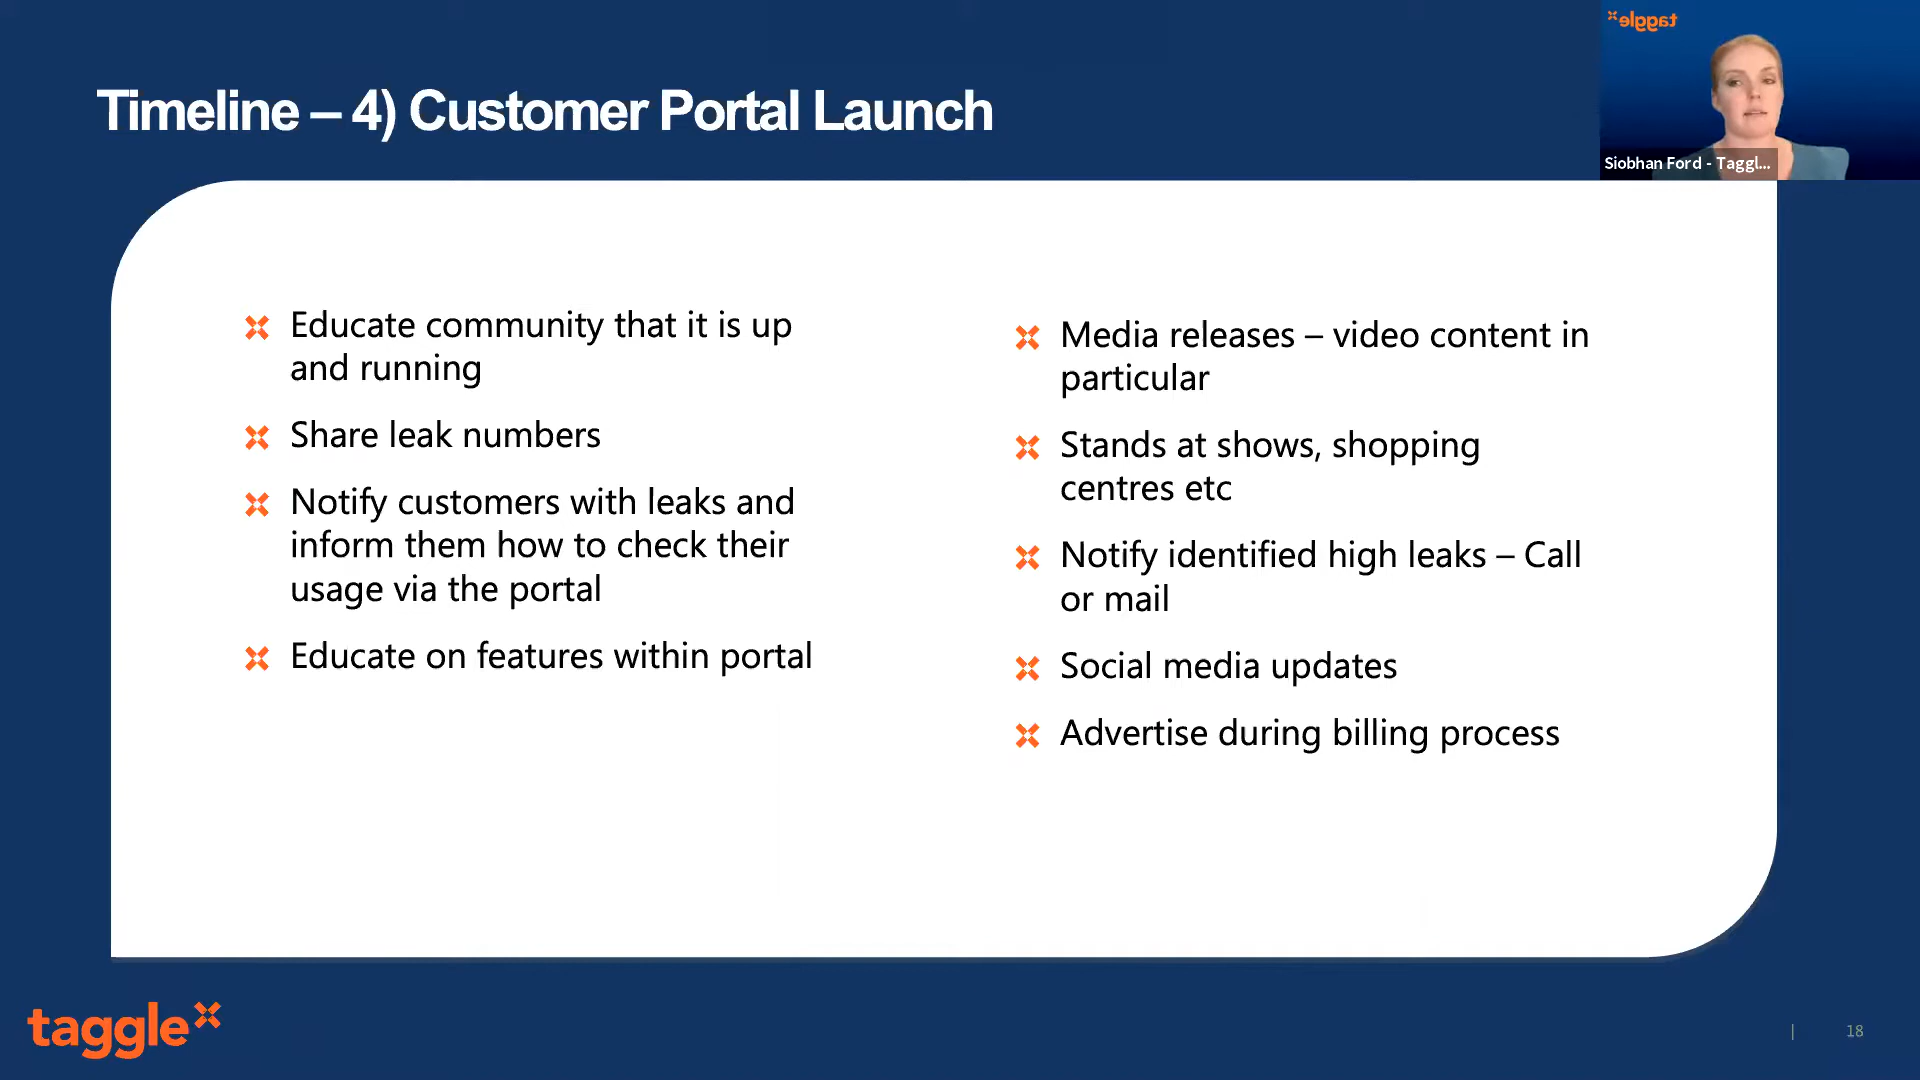 taggle
Timeline – 4) Customer Portal Launch
Siobhan Ford - Taggl...
Educate community that it is up
and running
Share leak numbers
Notify customers with leaks and
inform them how to check their
usage via the portal
Educate on features within portal
Media releases – video content in
particular
Stands at shows, shopping
centres etc
Notify identified high leaks – Call
or mail
Social media updates
Advertise during billing process
taggle
| 18